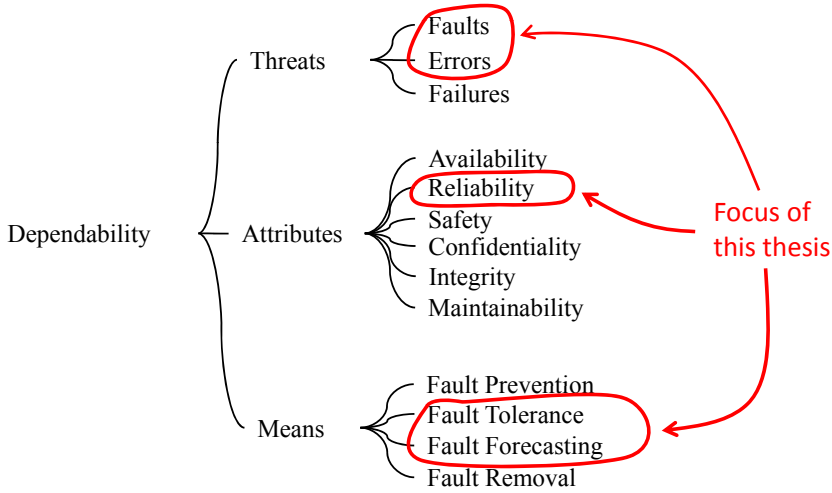 Faults
Threats
Errors
Failures
Availability
Reliability
Safety
Dependability
Attributes
Confidentiality
Integrity
Maintainability
Focus of
this thesis
Fault Prevention
Fault Tolerance
Means
Fault Forecasting
Fault Removal